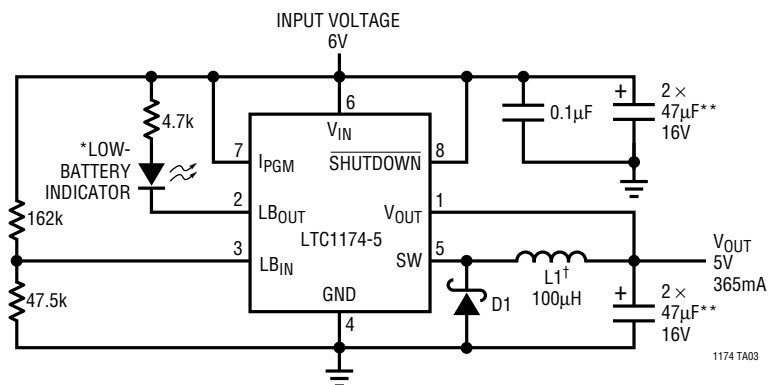 INPUT VOLTAGE
6V
4.7k
*LOW-
BATTERY
INDICATOR
162k
47.5k
6
VIN
7
IPGM
SHUTDOWN
8
2
LBOUT
VOUT
1
LTC1174-5
3
LBIN
SW
5
GND
4
0.1µF
+
2 ×
47µF**
16V
D1
L1†
100µH
VOUT
5V
365mA
+
2 ×
47µF**
16V
1174 TA03